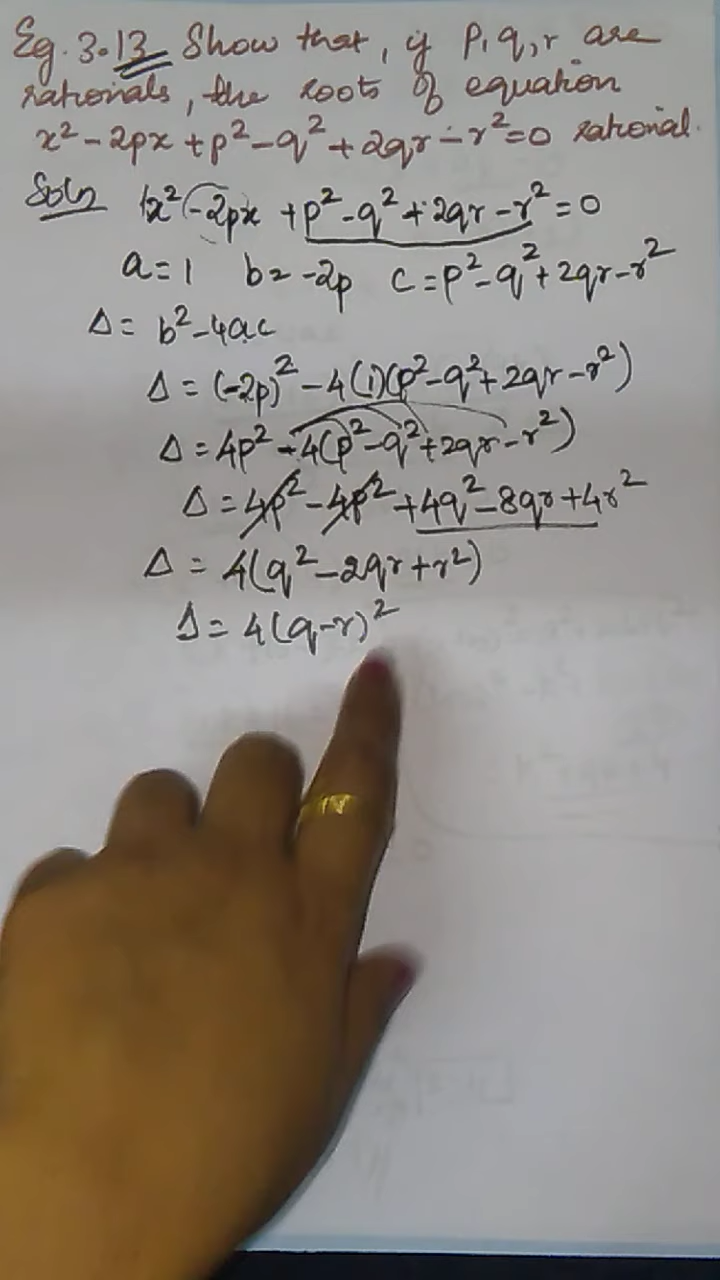 Eg. 3.13 Show that, if p, q, r are
rationals, the roots of equation
x² - 2px + p² - q² + 2qr - r² = 0 rational.
Soln 1x² - 2px + p² - q² + 2qr - r² = 0
a = 1 b = -2p c = p² - q² + 2qr - r²
Δ = b² - 4ac
Δ = (-2p)² - 4(1)(p² - q² + 2qr - r²)
Δ = 4p² - 4(p² - q² + 2qr - r²)
Δ = 4p² - 4p² + 4q² - 8qr + 4r²
Δ = 4(q² - 2qr + r²)
Δ = 4(q - r)²